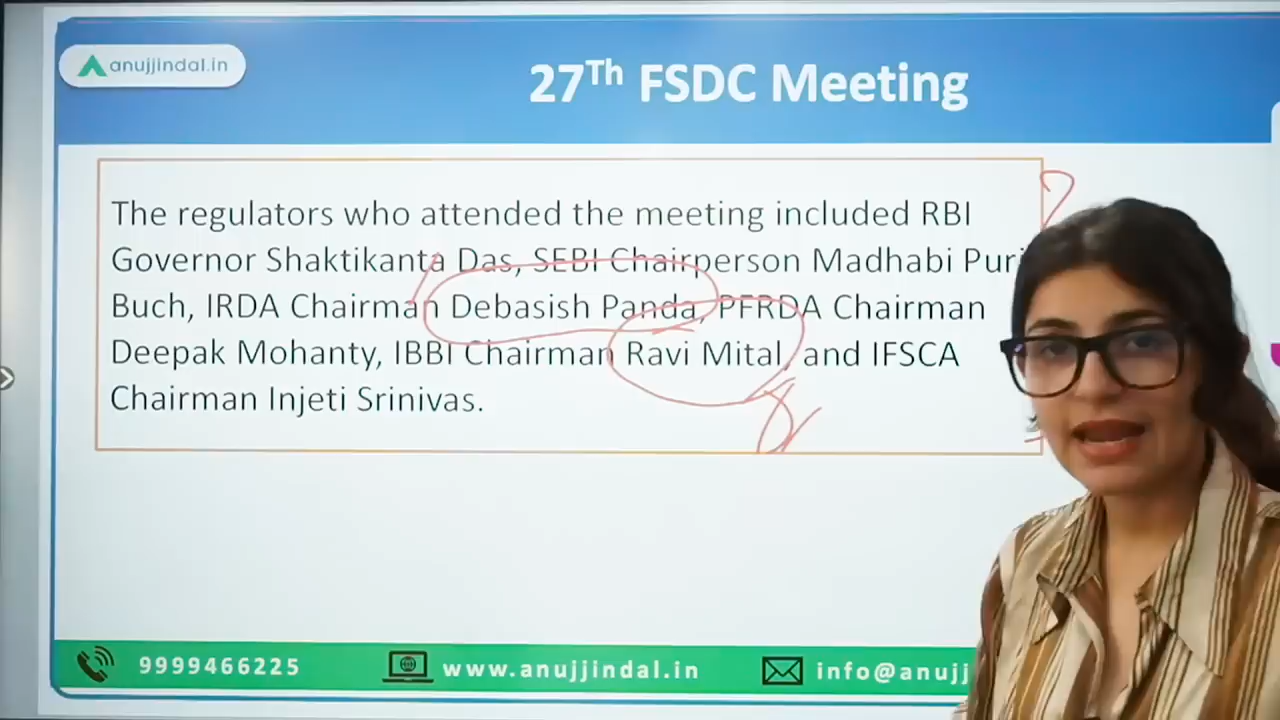 anujjindal.in
27Th FSDC Meeting
The regulators who attended the meeting included RBI
Governor Shaktikanta Das, SEBI Chairperson Madhabi Puri
Buch, IRDA Chairman Debasish Panda, PFRDA Chairman
Deepak Mohanty, IBBI Chairman Ravi Mital, and IFSCA
Chairman Injeti Srinivas.
9999466225 www.anujjindal.in info@anujj